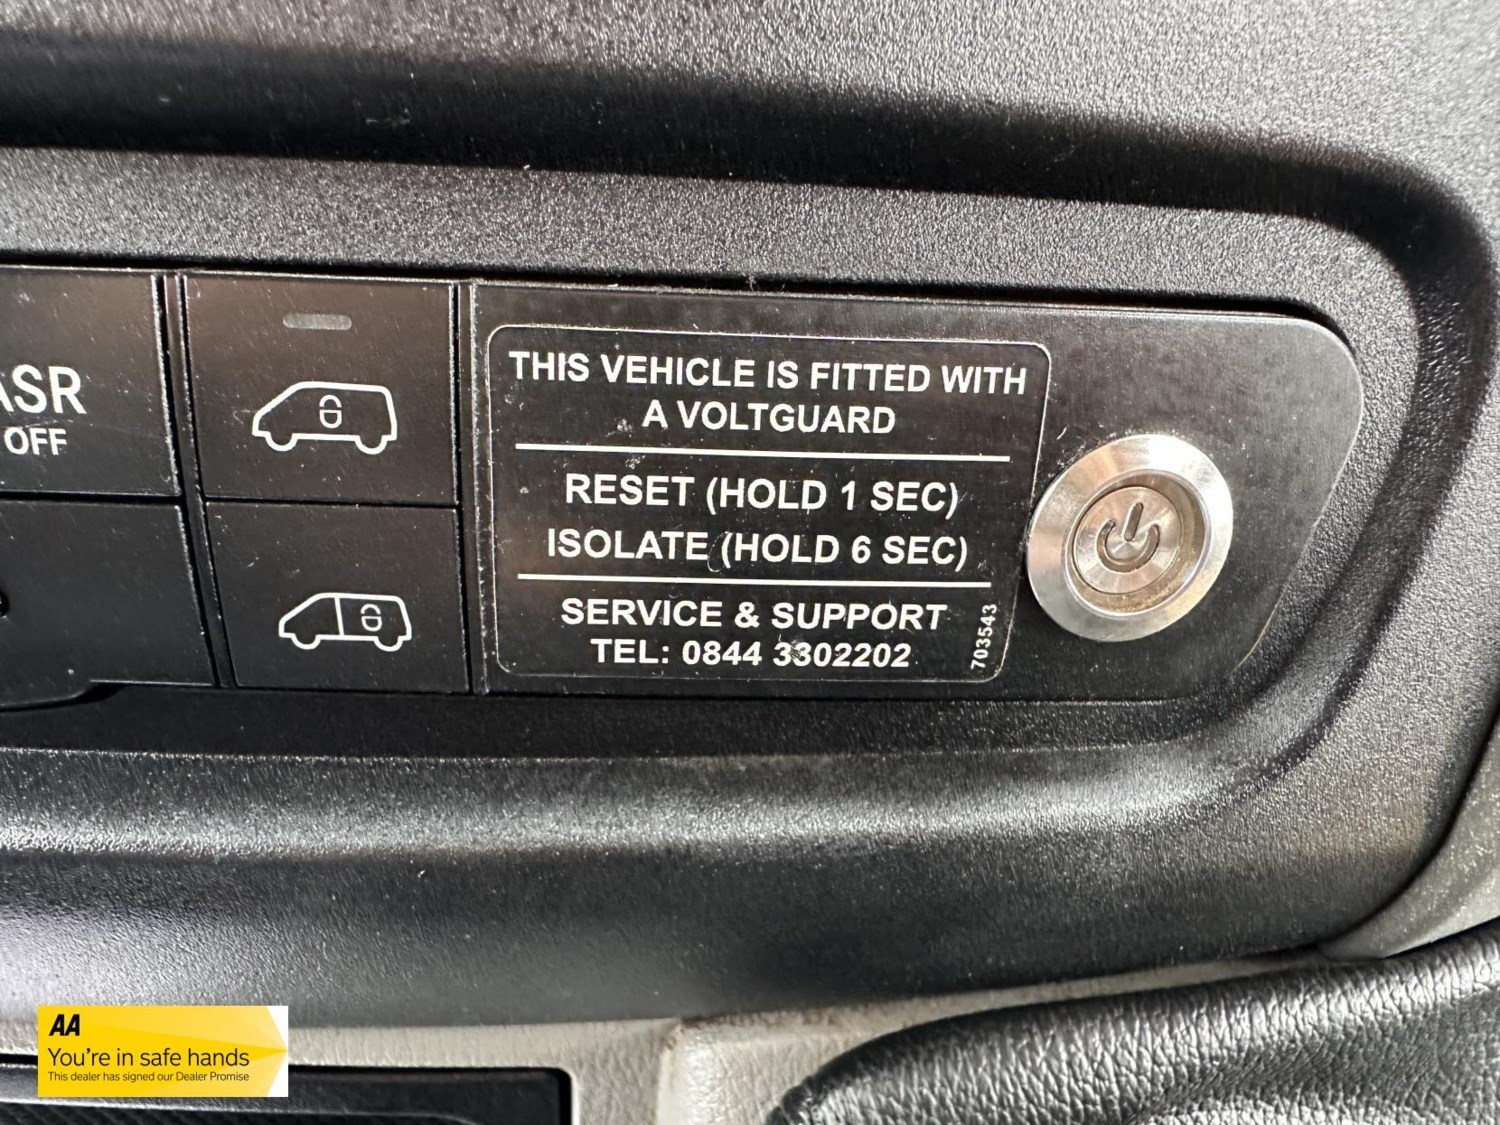 ASR
OFF
THIS VEHICLE IS FITTED WITH
A VOLTGUARD
RESET (HOLD 1 SEC)
ISOLATE (HOLD 6 SEC)
SERVICE & SUPPORT
TEL: 0844 3302202
703543
AA
You're in safe hands
This dealer has signed our Dealer Promise